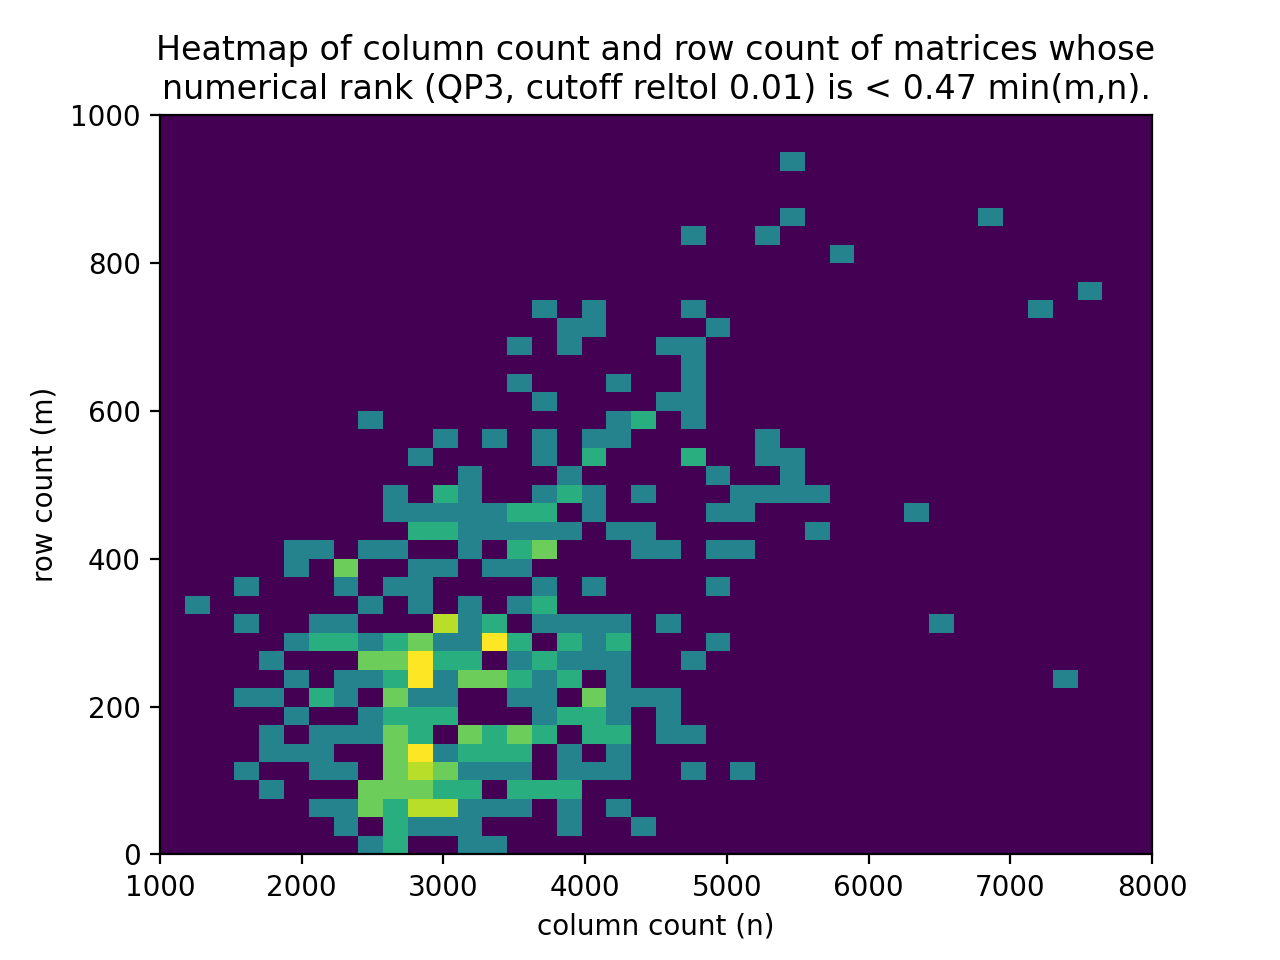 Heatmap of column count and row count of matrices whose
numerical rank (QP3, cutoff reltol 0.01) is < 0.47 min(m,n).
1000
800
600
400
200
0
row count (m)
1000 2000 3000 4000 5000 6000 7000 8000
column count (n)